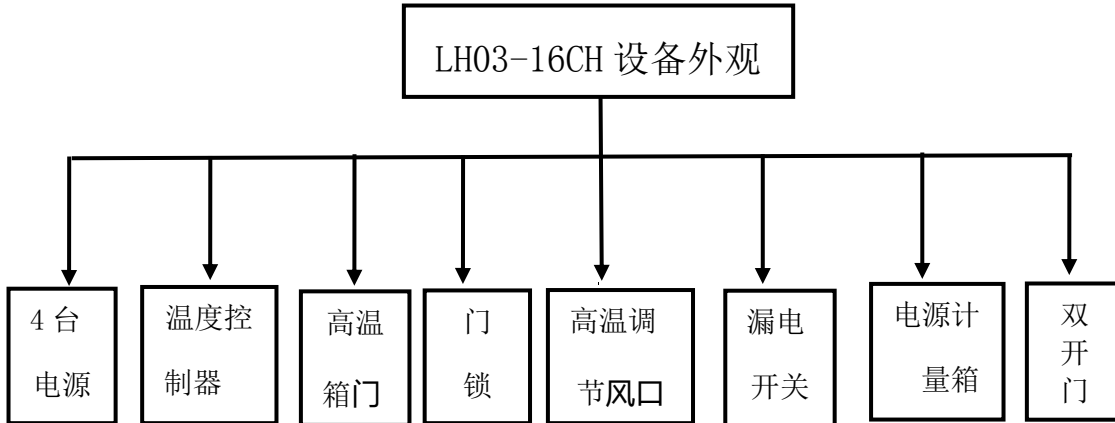 LH03-16CH 设备外观
4 台
电源
温度控
制器
高温
箱门
门
锁
高温调
节风口
漏电
开关
电源计
量箱
双
开
门